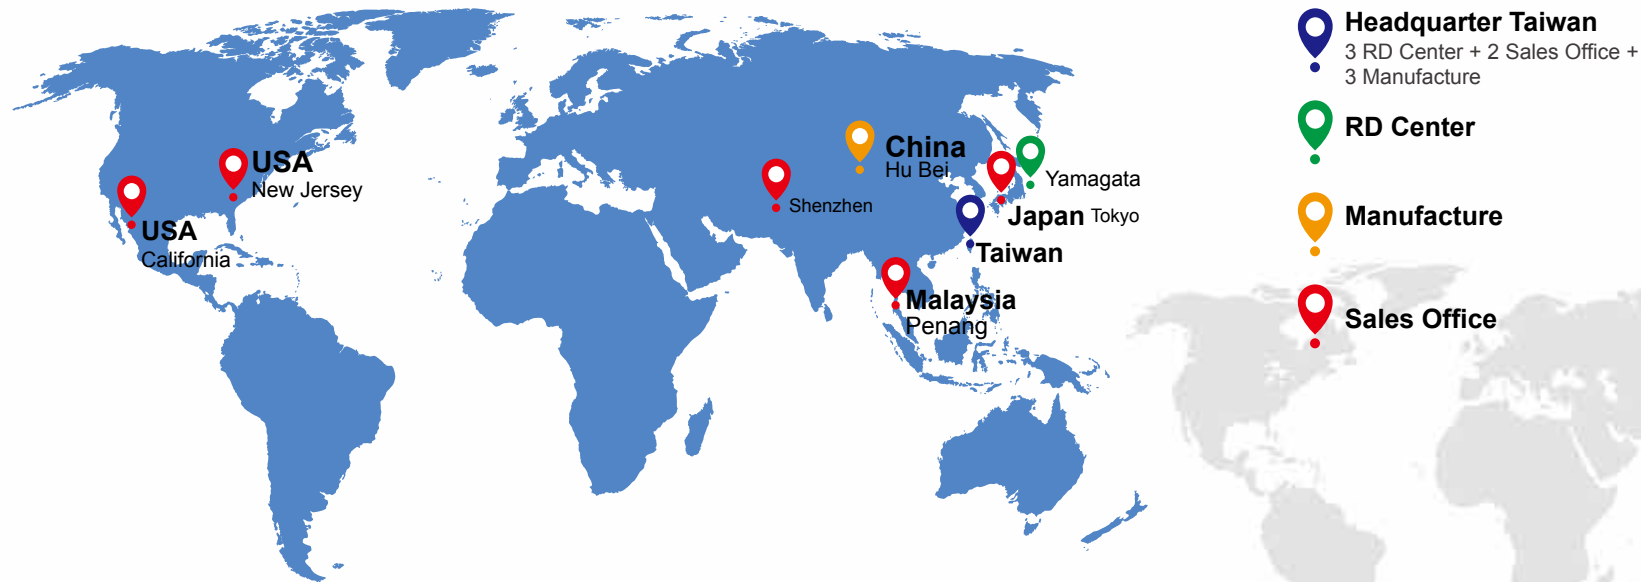 USA
New Jersey
USA
California
China
Hu Bei
Shenzhen
Yamagata
Japan Tokyo
Taiwan
Malaysia
Penang
Headquarter Taiwan
3 RD Center + 2 Sales Office +
3 Manufacture
RD Center
Manufacture
Sales Office